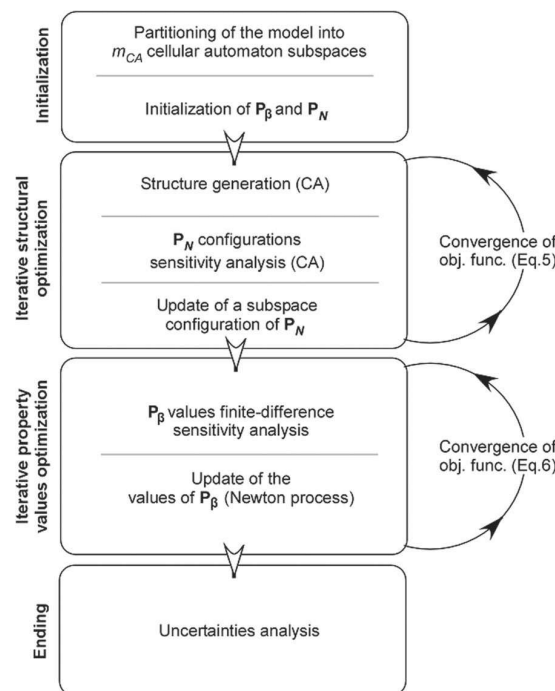 Initialization
Partitioning of the model into
m_CA cellular automaton subspaces
Initialization of Pβ and P_N
Iterative structural
optimization
Structure generation (CA)
P_N configurations
sensitivity analysis (CA)
Update of a subspace
configuration of P_N
Convergence of
obj. func. (Eq.5)
Iterative property
values optimization
Pβ values finite-difference
sensitivity analysis
Update of the
values of Pβ (Newton process)
Convergence of
obj. func. (Eq.6)
Ending
Uncertainties analysis